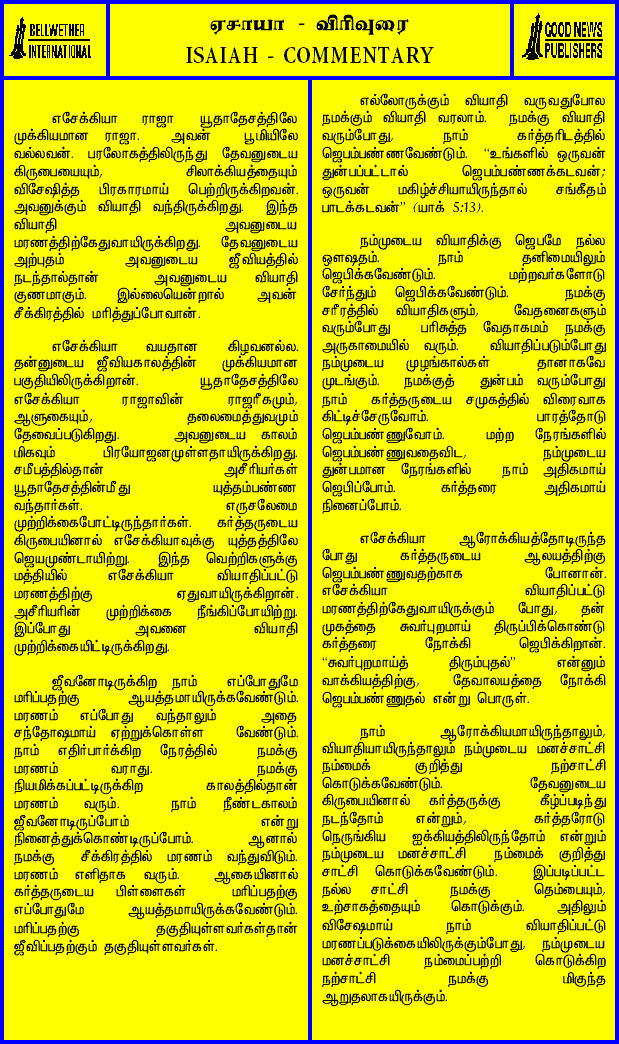 BELLWETHER
INTERNATIONAL
ஏசாயா - விரிவுரை
ISAIAH - COMMENTARY
GOOD NEWS
PUBLISHERS
எசேக்கியா ராஜா யூதாதேசத்திலே
முக்கியமான ராஜா. அவன் பூமியிலே
வல்லவன். பரலோகத்திலிருந்து தேவனுடைய
கிருபையையும், சிலாக்கியத்தையும்
விசேஷித்த பிரகாரமாய் பெற்றிருக்கிறவன்.
அவனுக்கும் வியாதி வந்திருக்கிறது. இந்த
வியாதி அவனுடைய
மரணத்திற்கேதுவாயிருக்கிறது. தேவனுடைய
அற்புதம் அவனுடைய ஜீவியத்தில்
நடந்தால்தான் அவனுடைய வியாதி
குணமாகும். இல்லையென்றால் அவன்
சீக்கிரத்தில் மரித்துப்போவான்.
எசேக்கியா வயதான கிழவனல்ல.
தன்னுடைய ஜீவியகாலத்தின் முக்கியமான
பகுதியிலிருக்கிறான். யூதாதேசத்திலே
எசேக்கியா ராஜாவின் ராஜரீகமும்,
ஆளுகையும், தலைமைத்துவமும்
தேவைப்படுகிறது. அவனுடைய காலம்
மிகவும் பிரயோஜனமுள்ளதாயிருக்கிறது.
சமீபத்தில்தான் அசீரியர்கள்
யூதாதேசத்தின்மீது யுத்தம்பண்ண
வந்தார்கள். எருசலேமை
முற்றிக்கைபோட்டிருந்தார்கள். கர்த்தருடைய
கிருபையினால் எசேக்கியாவுக்கு யுத்தத்திலே
ஜெயமுண்டாயிற்று. இந்த வெற்றிகளுக்கு
மத்தியில் எசேக்கியா வியாதிப்பட்டு
மரணத்திற்கு ஏதுவாயிருக்கிறான்.
அசீரியரின் முற்றிக்கை நீங்கிப்போயிற்று.
இப்போது அவனை வியாதி
முற்றிக்கையிட்டிருக்கிறது.
ஜீவனோடிருக்கிற நாம் எப்போதுமே
மரிப்பதற்கு ஆயத்தமாயிருக்கவேண்டும்.
மரணம் எப்போது வந்தாலும் அதை
சந்தோஷமாய் ஏற்றுக்கொள்ள வேண்டும்.
நாம் எதிர்பார்க்கிற நேரத்தில் நமக்கு
மரணம் வராது. நமக்கு
நியமிக்கப்பட்டிருக்கிற காலத்தில்தான்
மரணம் வரும். நாம் நீண்டகாலம்
ஜீவனோடிருப்போம் என்று
நினைத்துக்கொண்டிருப்போம். ஆனால்
நமக்கு சீக்கிரத்தில் மரணம் வந்துவிடும்.
மரணம் எளிதாக வரும். ஆகையினால்
கர்த்தருடைய பிள்ளைகள் மரிப்பதற்கு
எப்போதுமே ஆயத்தமாயிருக்கவேண்டும்.
மரிப்பதற்கு தகுதியுள்ளவர்கள்தான்
ஜீவிப்பதற்கும் தகுதியுள்ளவர்கள்.
எல்லோருக்கும் வியாதி வருவதுபோல
நமக்கும் வியாதி வரலாம். நமக்கு வியாதி
வரும்போது, நாம் கர்த்தரிடத்தில்
ஜெபம்பண்ணவேண்டும். “உங்களில் ஒருவன்
துன்பப்பட்டால் ஜெபம்பண்ணக்கடவன்;
ஒருவன் மகிழ்ச்சியாயிருந்தால் சங்கீதம்
பாடக்கடவன்” (யாக் 5:13).
நம்முடைய வியாதிக்கு ஜெபமே நல்ல
ஔஷதம். நாம் தனிமையிலும்
ஜெபிக்கவேண்டும். மற்றவர்களோடு
சேர்ந்தும் ஜெபிக்கவேண்டும். நமக்கு
சரீரத்தில் வியாதிகளும், வேதனைகளும்
வரும்போது பரிசுத்த வேதாகமம் நமக்கு
அருகாமையில் வரும். வியாதிப்படும்போது
நம்முடைய முழங்கால்கள் தானாகவே
முடங்கும். நமக்குத் துன்பம் வரும்போது
நாம் கர்த்தருடைய சமுகத்தில் விரைவாக
கிட்டிச்சேருவோம். பாரத்தோடு
ஜெபம்பண்ணுவோம். மற்ற நேரங்களில்
ஜெபம்பண்ணுவதைவிட, நம்முடைய
துன்பமான நேரங்களில் நாம் அதிகமாய்
ஜெபிப்போம். கர்த்தரை அதிகமாய்
நினைப்போம்.
எசேக்கியா ஆரோக்கியத்தோடிருந்த
போது கர்த்தருடைய ஆலயத்திற்கு
ஜெபம்பண்ணுவதற்காக போனான்.
எசேக்கியா வியாதிப்பட்டு
மரணத்திற்கேதுவாயிருக்கும் போது, தன்
முகத்தை சுவர்புறமாய் திருப்பிக்கொண்டு
கர்த்தரை நோக்கி ஜெபிக்கிறான்.
“சுவர்புறமாய்த் திரும்புதல்” என்னும்
வாக்கியத்திற்கு, தேவாலயத்தை நோக்கி
ஜெபம்பண்ணுதல் என்று பொருள்.
நாம் ஆரோக்கியமாயிருந்தாலும்,
வியாதியாயிருந்தாலும் நம்முடைய மனச்சாட்சி
நம்மைக் குறித்து நற்சாட்சி
கொடுக்கவேண்டும். தேவனுடைய
கிருபையினால் கர்த்தருக்கு கீழ்ப்படிந்து
நடந்தோம் என்றும், கர்த்தரோடு
நெருங்கிய ஐக்கியத்திலிருந்தோம் என்றும்
நம்முடைய மனச்சாட்சி நம்மைக் குறித்து
சாட்சி கொடுக்கவேண்டும். இப்படிப்பட்ட
நல்ல சாட்சி நமக்கு தெம்பையும்,
உற்சாகத்தையும் கொடுக்கும். அதிலும்
விசேஷமாய் நாம் வியாதிப்பட்டு
மரணப்படுக்கையிலிருக்கும்போது, நம்முடைய
மனச்சாட்சி நம்மைப்பற்றி கொடுக்கிற
நற்சாட்சி நமக்கு மிகுந்த
ஆறுதலாகயிருக்கும்.